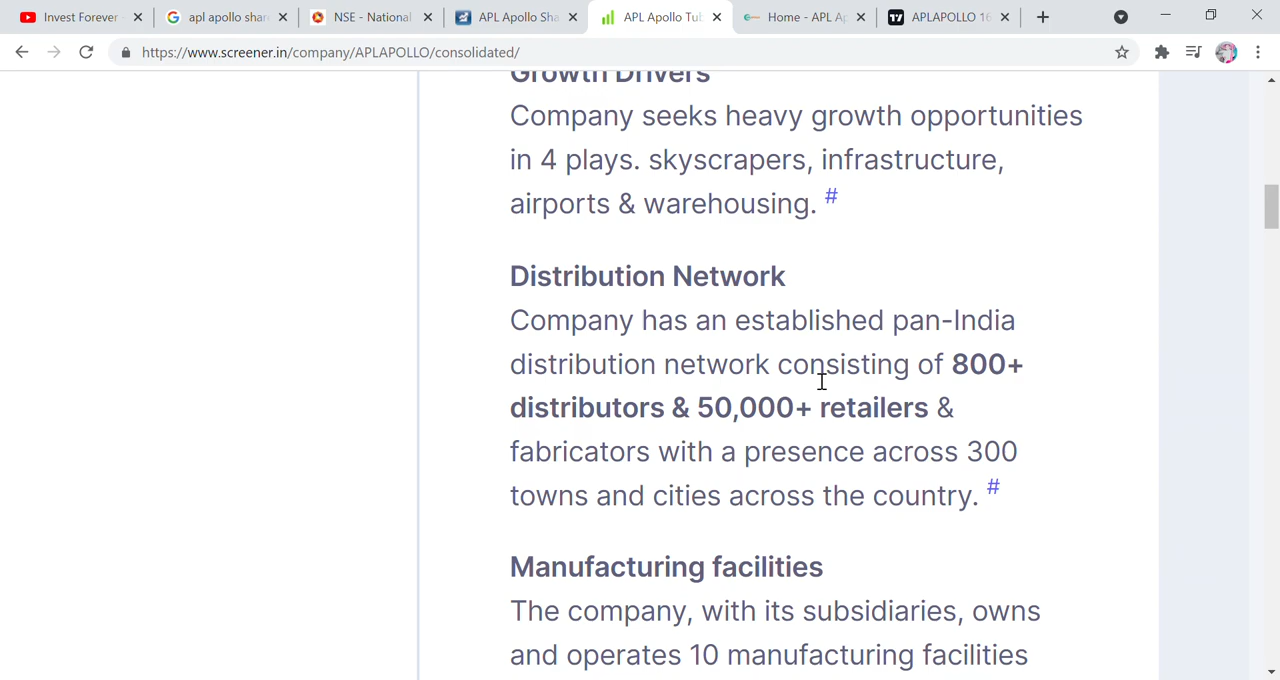 Invest Forever
apl apollo shar
NSE - National
APL Apollo Sha
APL Apollo Tub
Home - APL Ap
APLAPOLLO 16
https://www.screener.in/company/APLAPOLLO/consolidated/
Growth Drivers
Company seeks heavy growth opportunities
in 4 plays. skyscrapers, infrastructure,
airports & warehousing. #
Distribution Network
Company has an established pan-India
distribution network consisting of 800+
distributors & 50,000+ retailers &
fabricators with a presence across 300
towns and cities across the country. #
Manufacturing facilities
The company, with its subsidiaries, owns
and operates 10 manufacturing facilities